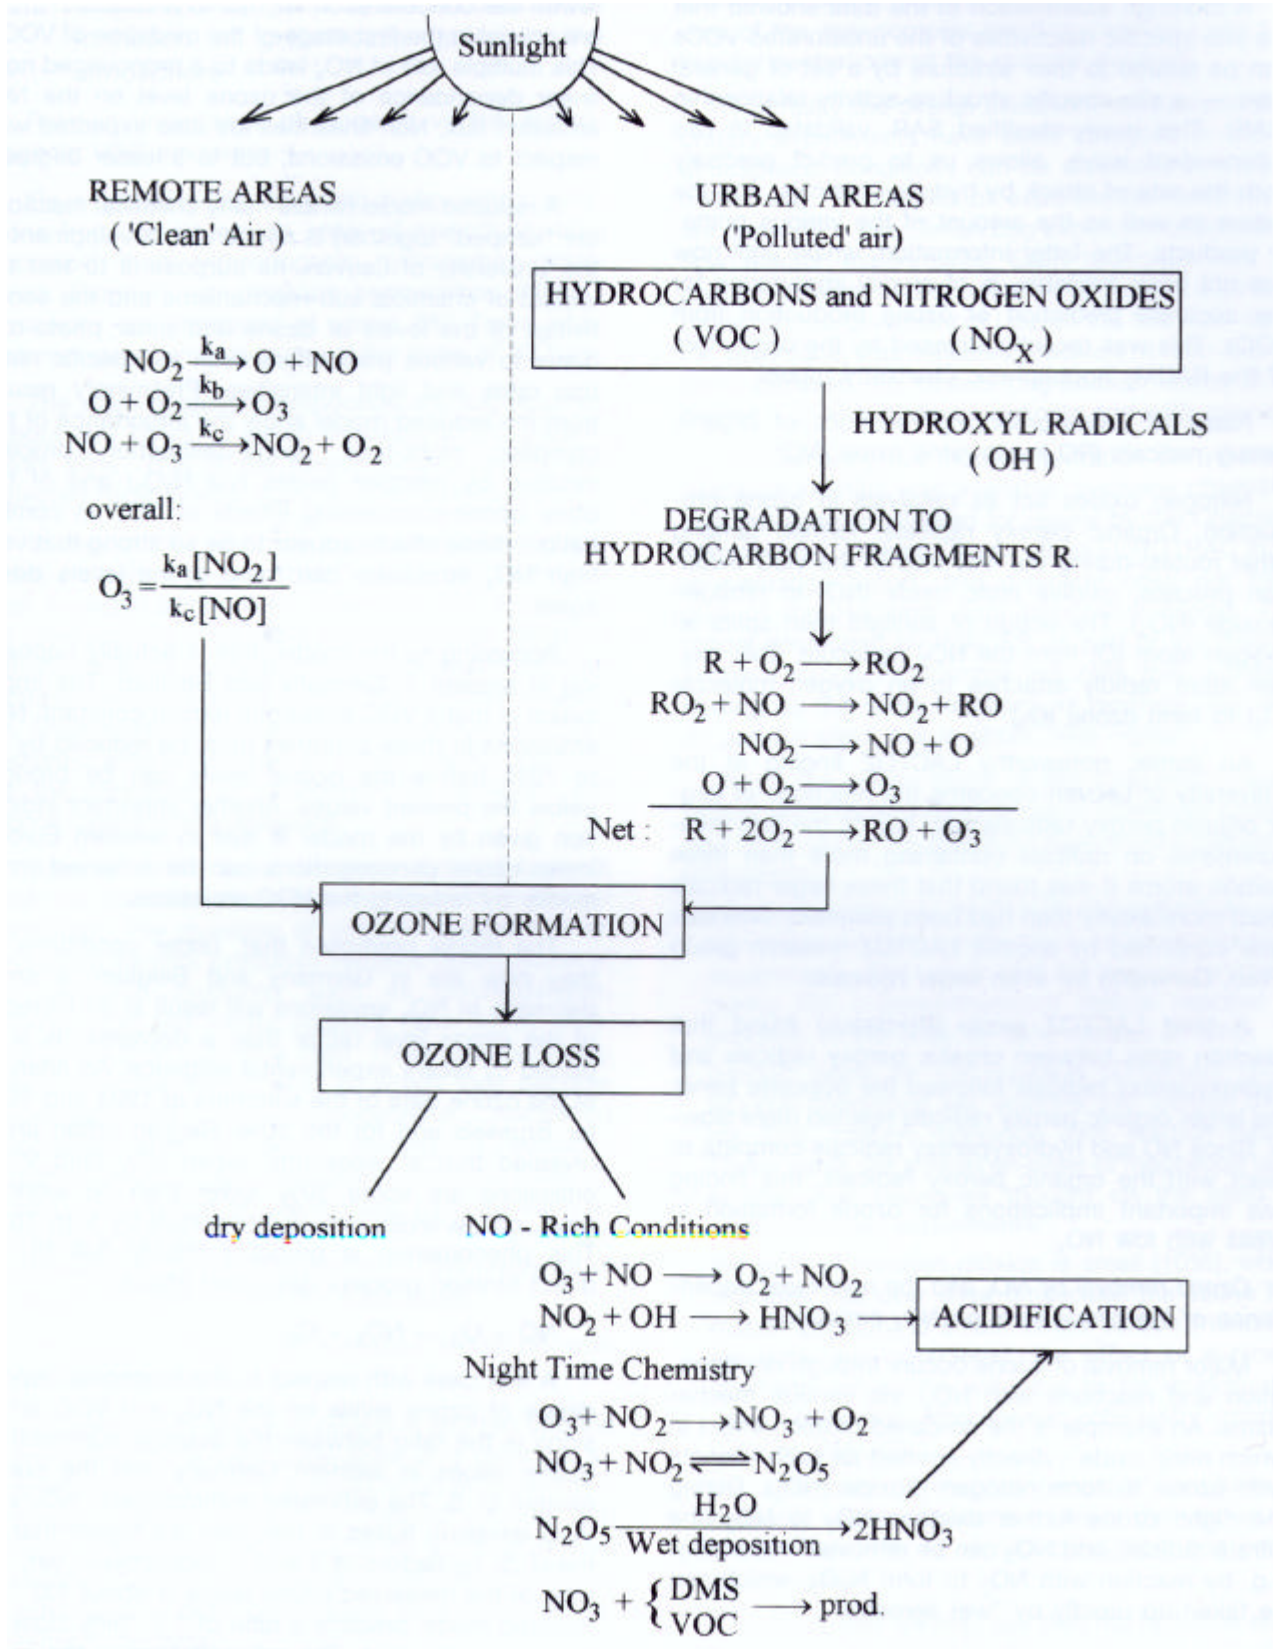 Sunlight
REMOTE AREAS
( 'Clean' Air
NO₂ —kₐ→ O + NO
O + O₂ —k_b→ O₃
NO + O₃ —k_c→ NO₂ + O₂
overall:
O₃ = kₐ[NO₂] / k_c[NO]
URBAN AREAS
('Polluted' air)
HYDROCARBONS and NITROGEN OXIDES
(VOC) (NOₓ)
HYDROXYL RADICALS
( OH )
DEGRADATION TO
HYDROCARBON FRAGMENTS R.
R + O₂ → RO₂
RO₂ + NO → NO₂ + RO
NO₂ → NO + O
O + O₂ → O₃
Net : R + 2O₂ → RO + O₃
OZONE FORMATION
OZONE LOSS
dry deposition
NO - Rich Conditions
O₃ + NO → O₂ + NO₂
NO₂ + OH → HNO₃ → ACIDIFICATION
Night Time Chemistry
O₃ + NO₂ → NO₃ + O₂
NO₃ + NO₂ ⇌ N₂O₅
H₂O
N₂O₅ → 2HNO₃
Wet deposition
NO₃ + { DMS
VOC → prod.